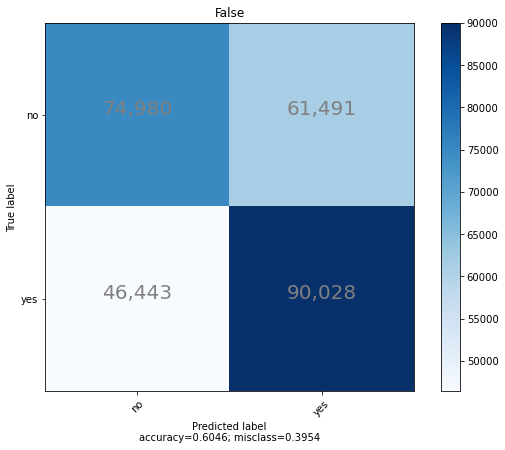 False
True label
no
74,980
61,491
yes
46,443
90,028
no
yes
Predicted label
accuracy=0.6046; misclass=0.3954
90000
85000
80000
75000
70000
65000
60000
55000
50000